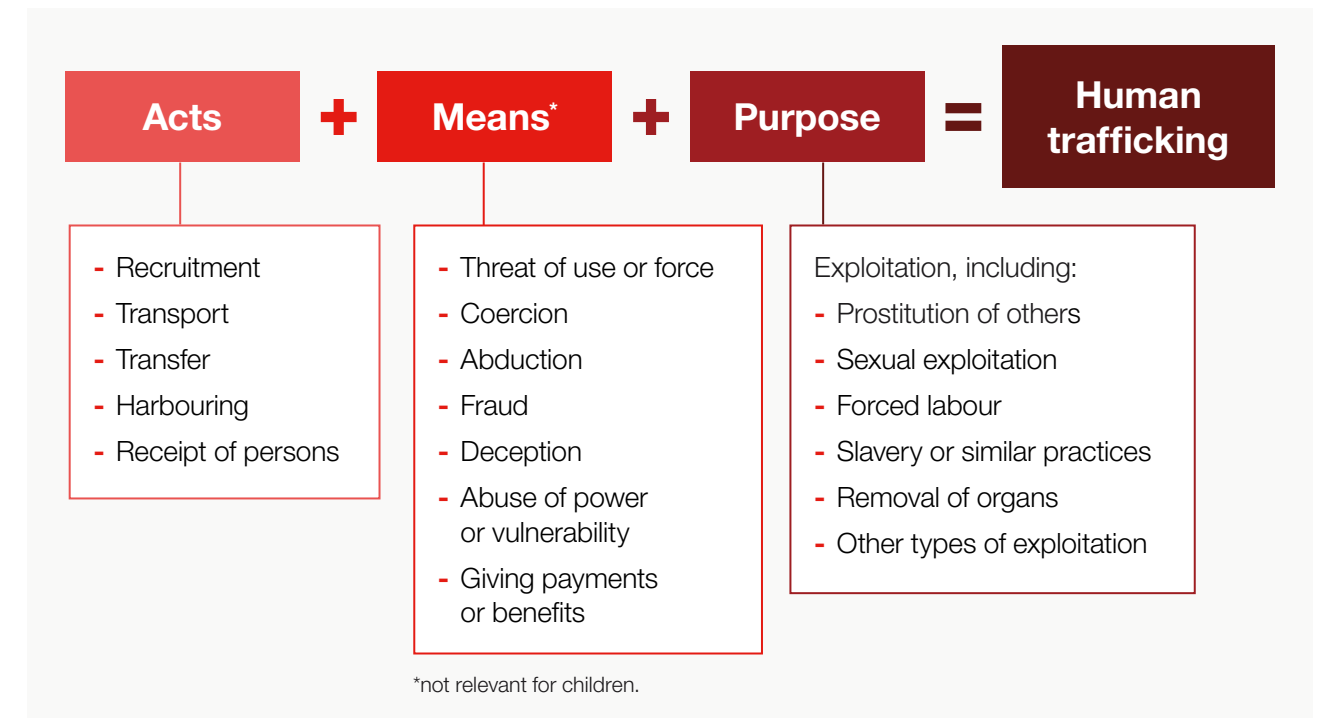 Acts
+
Means*
+
Purpose
=
Human
trafficking
- Recruitment
- Transport
- Transfer
- Harbouring
- Receipt of persons
- Threat of use or force
- Coercion
- Abduction
- Fraud
- Deception
- Abuse of power
or vulnerability
- Giving payments
or benefits
*not relevant for children.
Exploitation, including:
- Prostitution of others
- Sexual exploitation
- Forced labour
- Slavery or similar practices
- Removal of organs
- Other types of exploitation